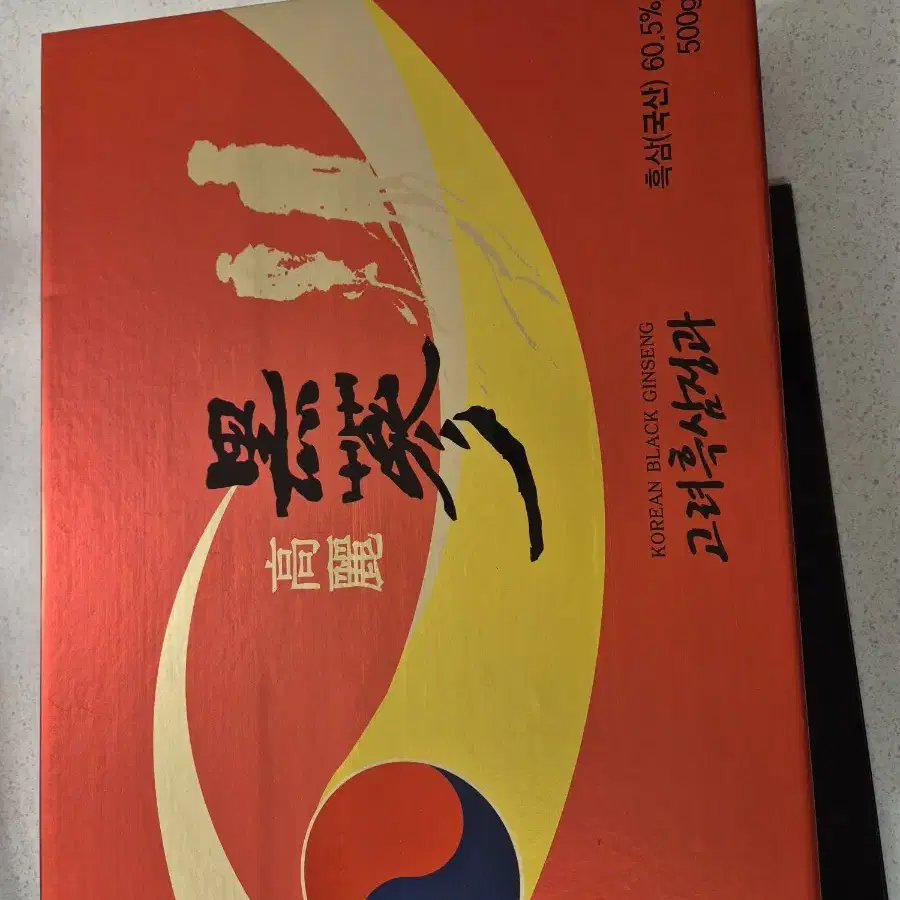 高麗
黑蔘
KOREAN BLACK GINSENG
고려흑삼정과
흑삼(국산) 60.5%
500g